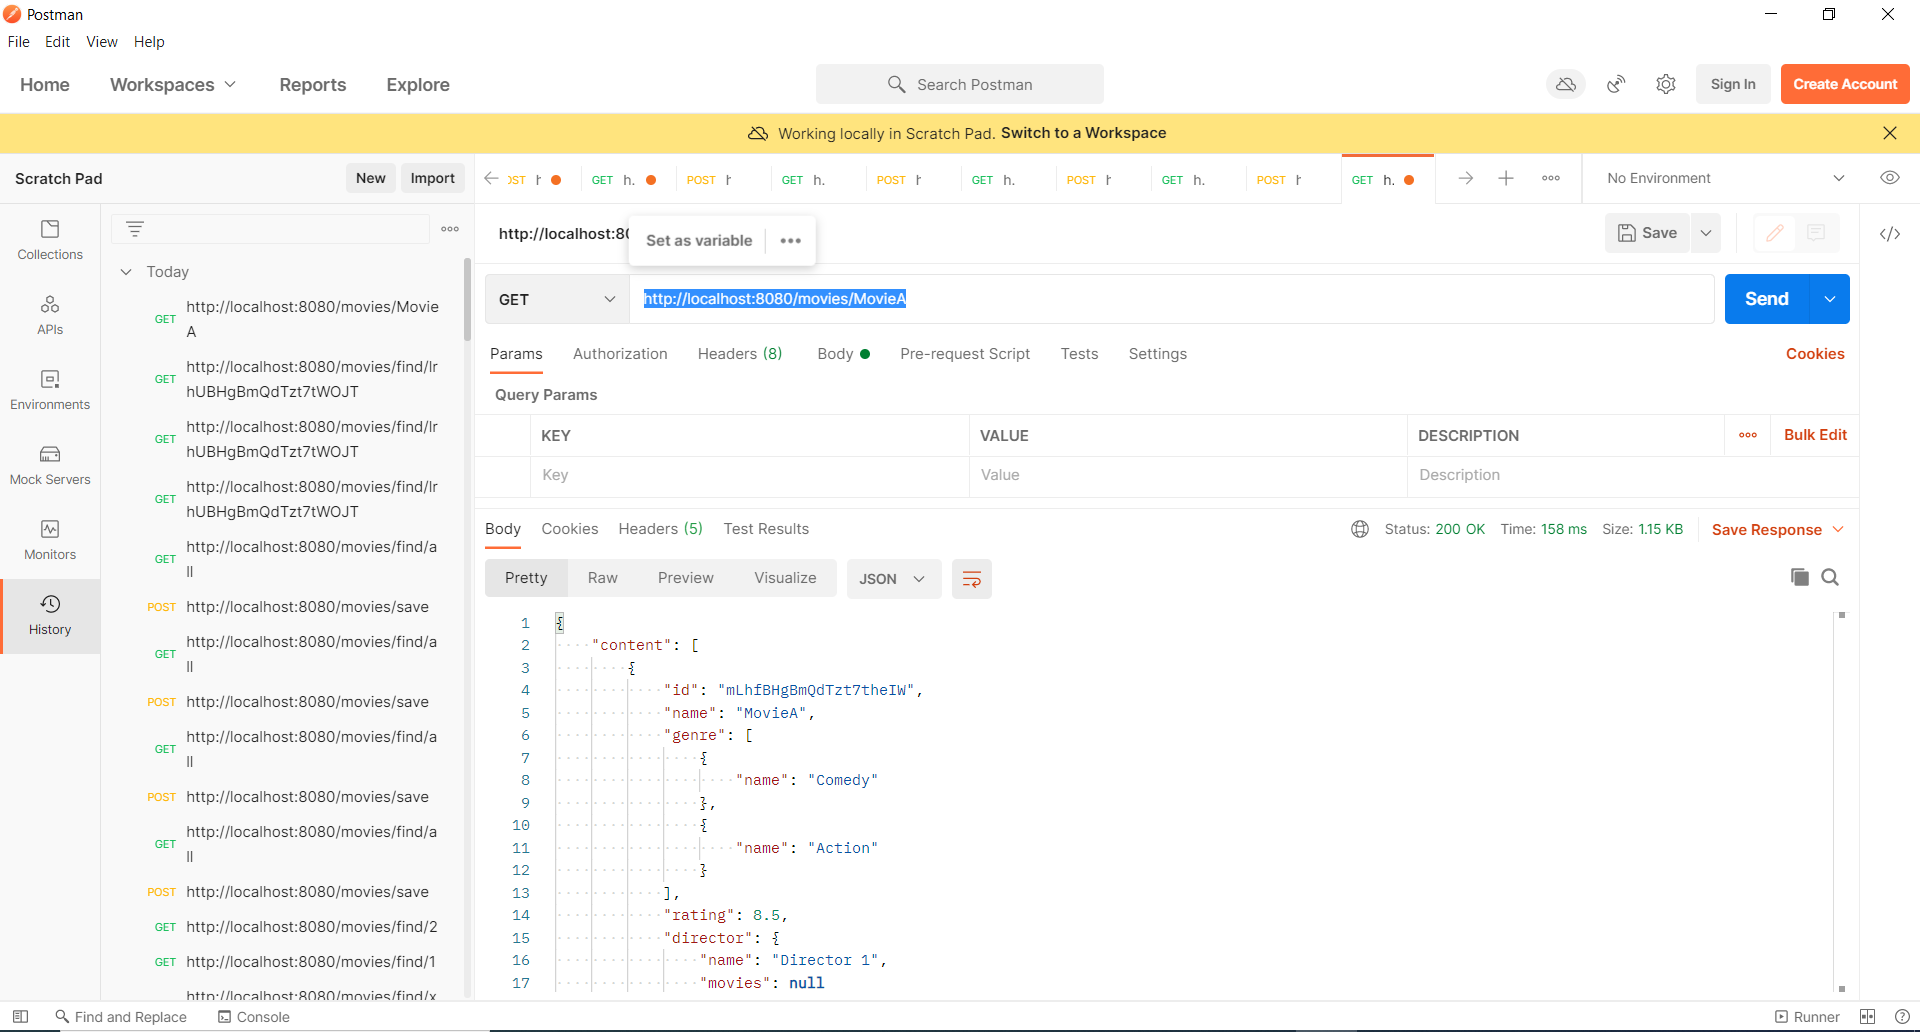 Postman
File Edit View Help
Home Workspaces Reports Explore Search Postman Sign In Create Account
Working locally in Scratch Pad. Switch to a Workspace
Scratch Pad New Import
GET h. POST h GET h. POST h GET h. POST h GET h. POST h GET h. No Environment
http://localhost:80 Set as variable Save
GET http://localhost:8080/movies/MovieA Send
Params Authorization Headers (8) Body Pre-request Script Tests Settings Cookies
Query Params
KEY VALUE DESCRIPTION Bulk Edit
Key Value Description
Body Cookies Headers (5) Test Results Status: 200 OK Time: 158 ms Size: 1.15 KB Save Response
Pretty Raw Preview Visualize JSON
1 {
2 "content": [
3 {
4 "id": "mLhfBHgBmQdTzt7theIW",
5 "name": "MovieA",
6 "genre": [
7 {
8 "name": "Comedy"
9 },
10 {
11 "name": "Action"
12 }
13 ],
14 "rating": 8.5,
15 "director": {
16 "name": "Director 1",
17 "movies": null
Collections
APIs
Environments
Mock Servers
Monitors
History
Today
GET http://localhost:8080/movies/Movie
A
GET http://localhost:8080/movies/find/lr
hUBHgBmQdTzt7tWOJT
GET http://localhost:8080/movies/find/lr
hUBHgBmQdTzt7tWOJT
GET http://localhost:8080/movies/find/lr
hUBHgBmQdTzt7tWOJT
GET http://localhost:8080/movies/find/a
ll
POST http://localhost:8080/movies/save
GET http://localhost:8080/movies/find/a
ll
POST http://localhost:8080/movies/save
GET http://localhost:8080/movies/find/a
ll
POST http://localhost:8080/movies/save
GET http://localhost:8080/movies/find/a
ll
POST http://localhost:8080/movies/save
GET http://localhost:8080/movies/find/2
GET http://localhost:8080/movies/find/1
http://localhost:8080/movies/find/x
Find and Replace Console Runner